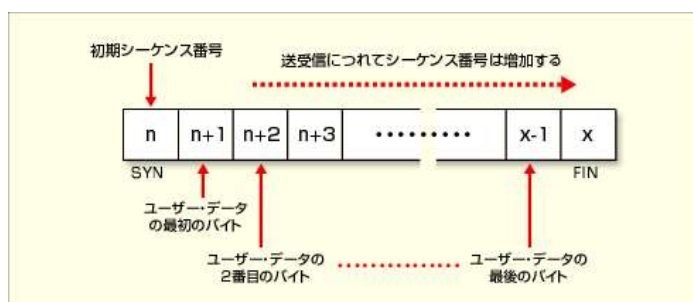 初期シーケンス番号
送受信につれてシーケンス番号は増加する
n n+1 n+2 n+3 ········· x-1 x
SYN FIN
ユーザー・データ
の最初のバイト
ユーザー・データの
2番目のバイト
ユーザー・データの
最後のバイト